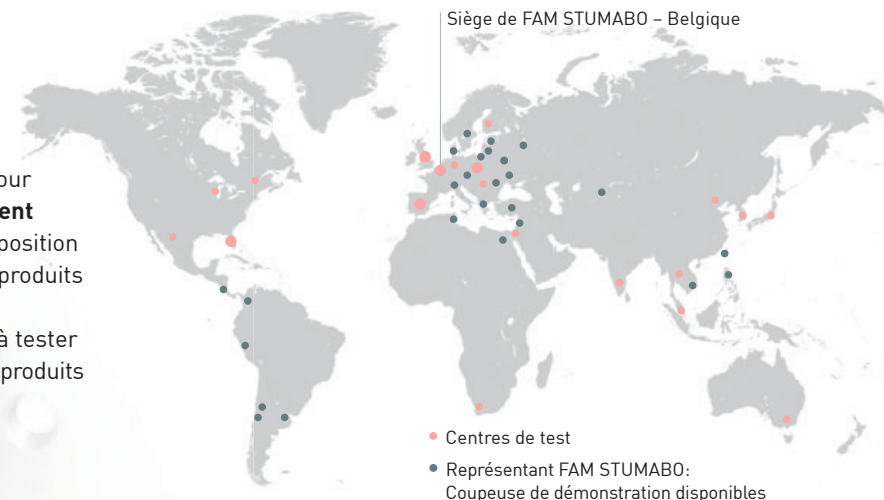 Siège de FAM STUMABO – Belgique
our
ent
position
produits
à tester
produits
Centres de test
Représentant FAM STUMABO:
Coupeuse de démonstration disponibles